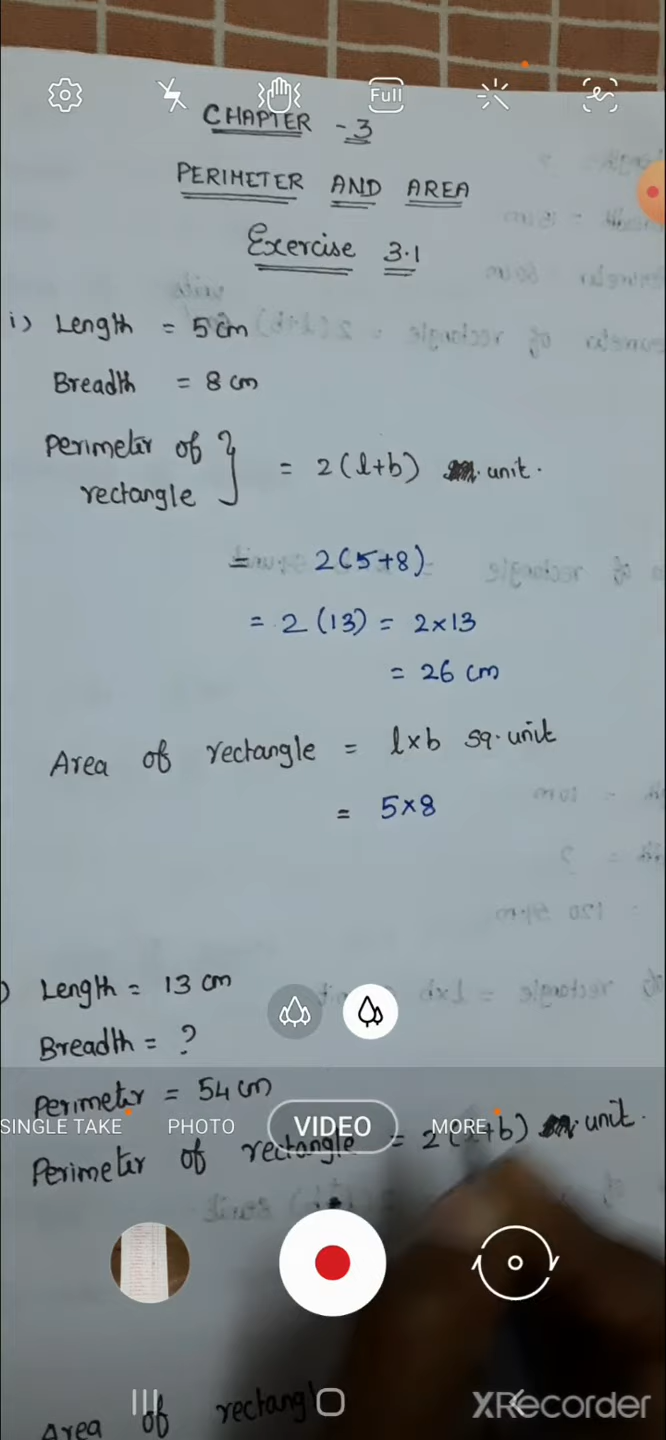 Full
CHAPTER - 3
PERIMETER AND AREA
Exercise 3.1
i) Length = 5 cm
Breadth = 8 cm
Perimeter of
rectangle } = 2(l+b) unit.
= 2(5+8)
= 2(13) = 2×13
= 26 cm
Area of rectangle = l×b sq.unit
= 5×8
) Length = 13 cm
Breadth = ?
Perimeter = 54 cm
SINGLE TAKE PHOTO VIDEO MORE
Perimeter of rectangle = 2(l+b) unit.
Area of rectangl
XRecorder